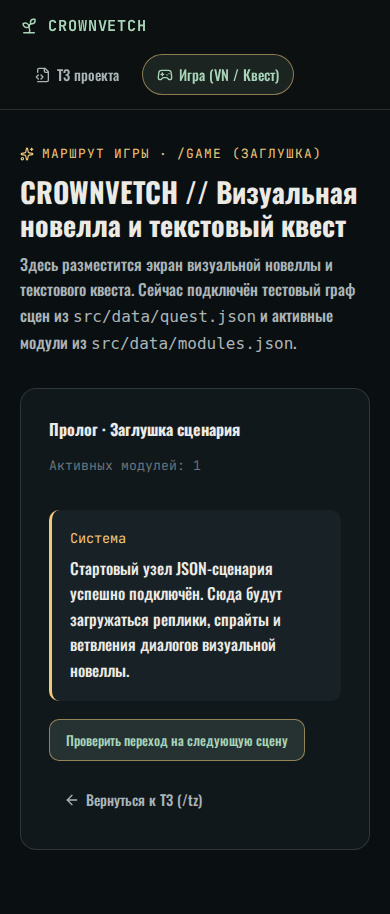 CROWNVETCH
ТЗ проекта
Игра (VN / Квест)
МАРШРУТ ИГРЫ · /GAME (ЗАГЛУШКА)
CROWNVETCH // Визуальная
новелла и текстовый квест
Здесь разместится экран визуальной новеллы и
текстового квеста. Сейчас подключён тестовый граф
сцен из src/data/quest.json и активные
модули из src/data/modules.json.
Пролог · Заглушка сценария
Активных модулей: 1
Система
Стартовый узел JSON-сценария
успешно подключён. Сюда будут
загружаться реплики, спрайты и
ветвления диалогов визуальной
новеллы.
Проверить переход на следующую сцену
Вернуться к ТЗ (/tz)